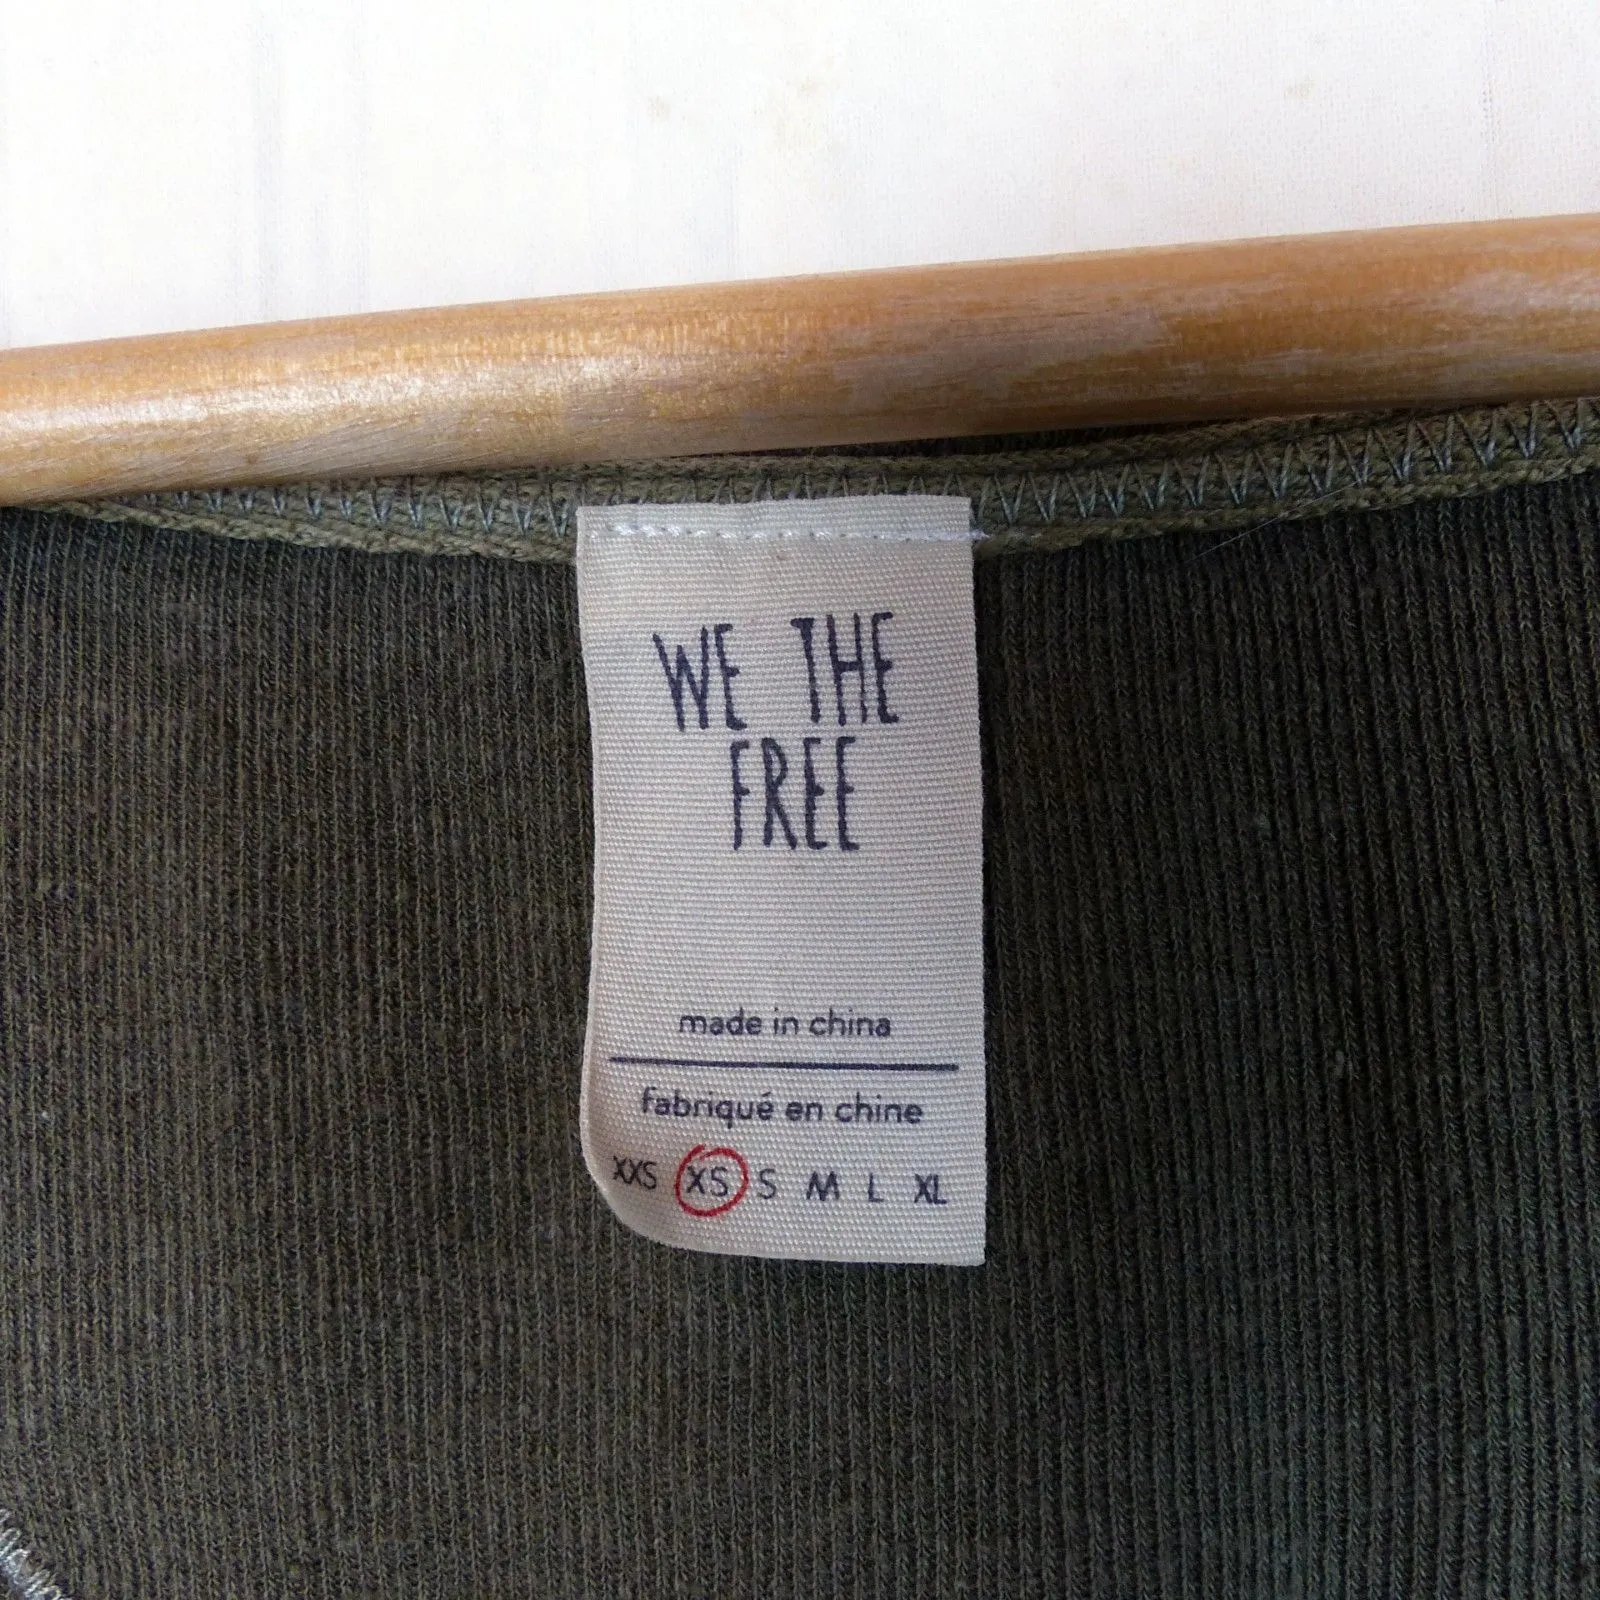 WE THE
FREE
made in china
fabriqué en chine
XXS XS S M L XL